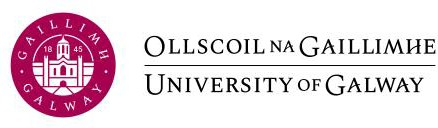 GAILLIMH
18 45
GALWAY
OLLSCOIL NA GAILLIMHE
UNIVERSITY OF GALWAY